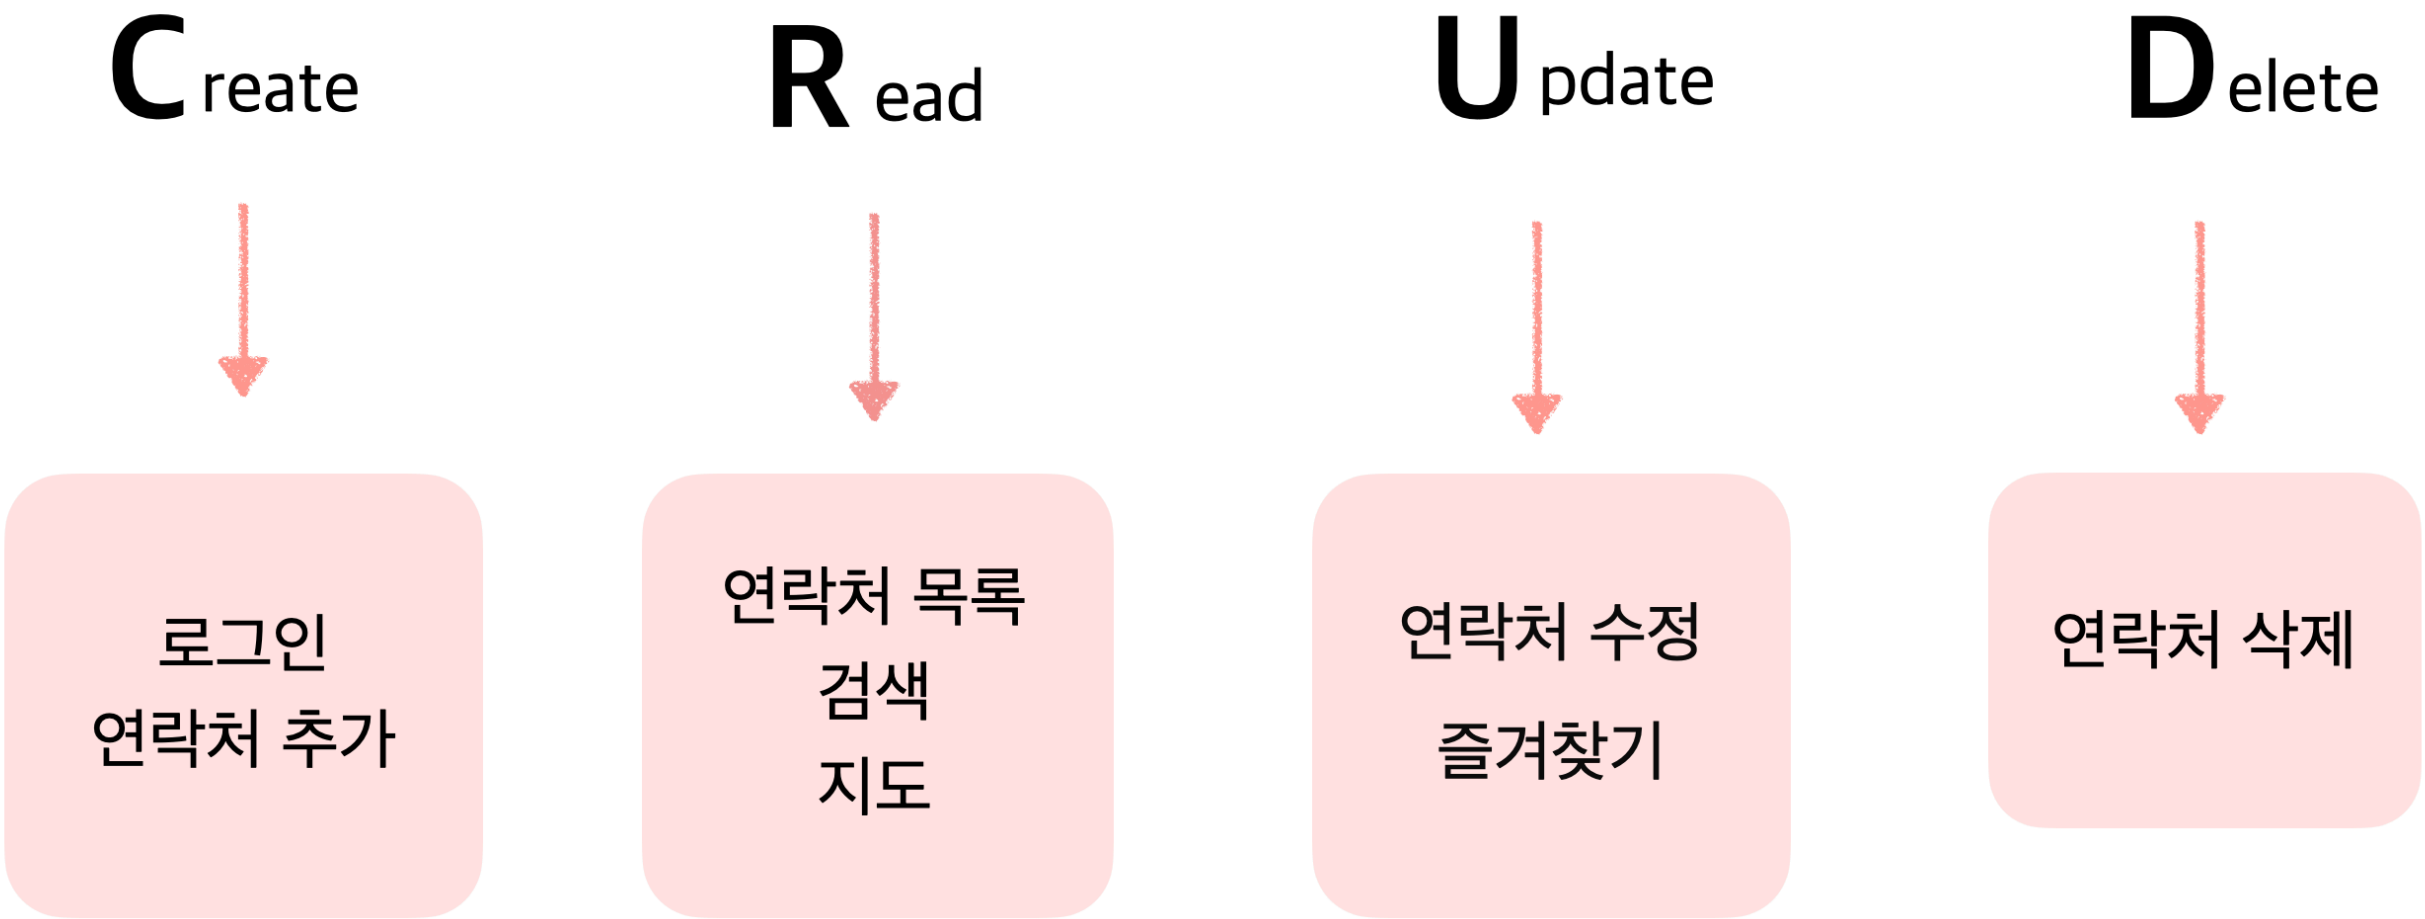 Create
Read
Update
Delete
로그인
연락처 추가
연락처 목록
검색
지도
연락처 수정
즐겨찾기
연락처 삭제